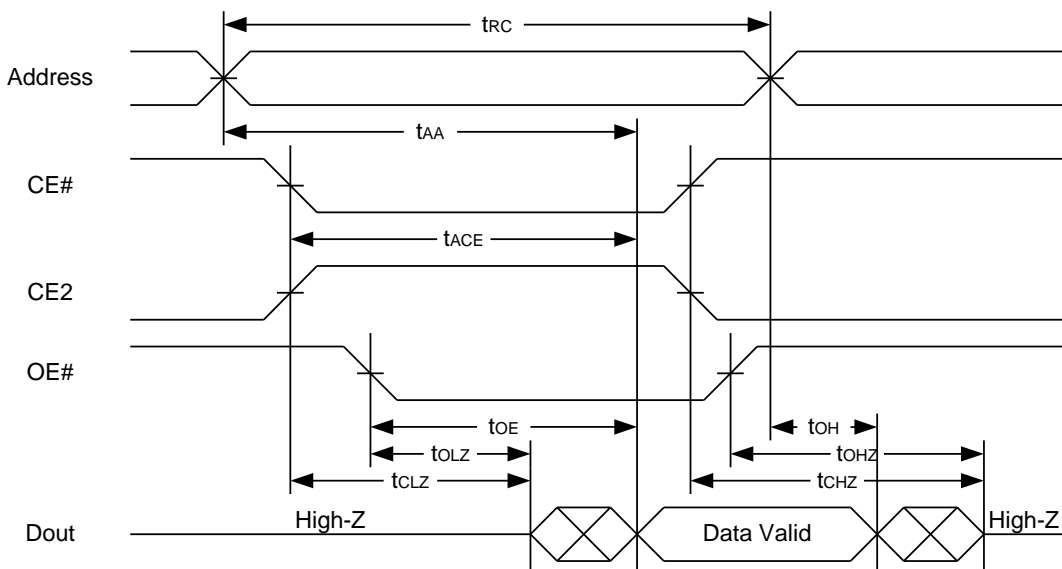 tRC
Address
tAA
CE#
tACE
CE2
OE#
tOE
tOH
tOLZ
tOHZ
tCLZ
tCHZ
High-Z
High-Z
Dout
Data Valid